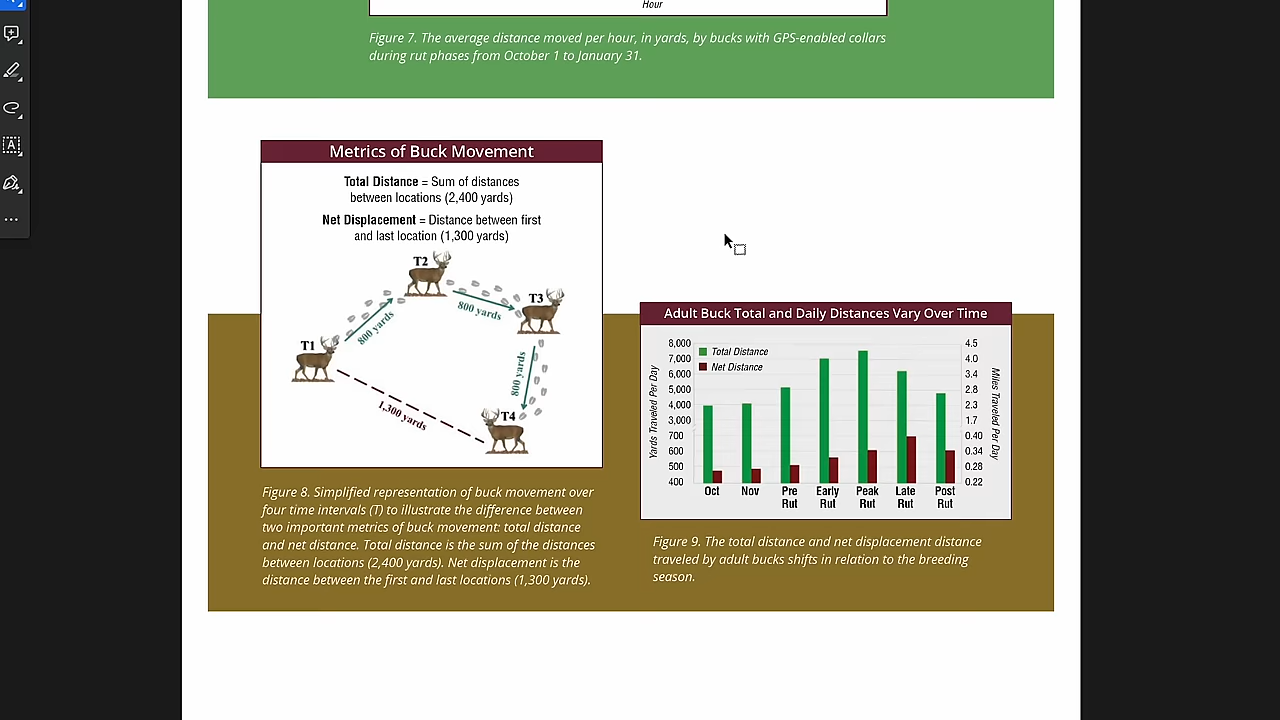 Hour
Figure 7. The average distance moved per hour, in yards, by bucks with GPS-enabled collars
during rut phases from October 1 to January 31.
Metrics of Buck Movement
Total Distance = Sum of distances
between locations (2,400 yards)
Net Displacement = Distance between first
and last location (1,300 yards)
T2
T3
T1
T4
800 yards
800 yards
800 yards
1,300 yards
Figure 8. Simplified representation of buck movement over
four time intervals (T) to illustrate the difference between
two important metrics of buck movement: total distance
and net distance. Total distance is the sum of the distances
between locations (2,400 yards). Net displacement is the
distance between the first and last locations (1,300 yards).
Adult Buck Total and Daily Distances Vary Over Time
Total Distance
Net Distance
Yards Traveled Per Day
8,000
7,000
6,000
5,000
4,000
3,000
700
600
500
400
4.5
4.0
3.4
2.8
2.3
1.7
0.40
0.34
0.28
0.22
Miles Traveled Per Day
Oct Nov Pre Early Peak Late Post
Rut Rut Rut Rut Rut
Figure 9. The total distance and net displacement distance
traveled by adult bucks shifts in relation to the breeding
season.